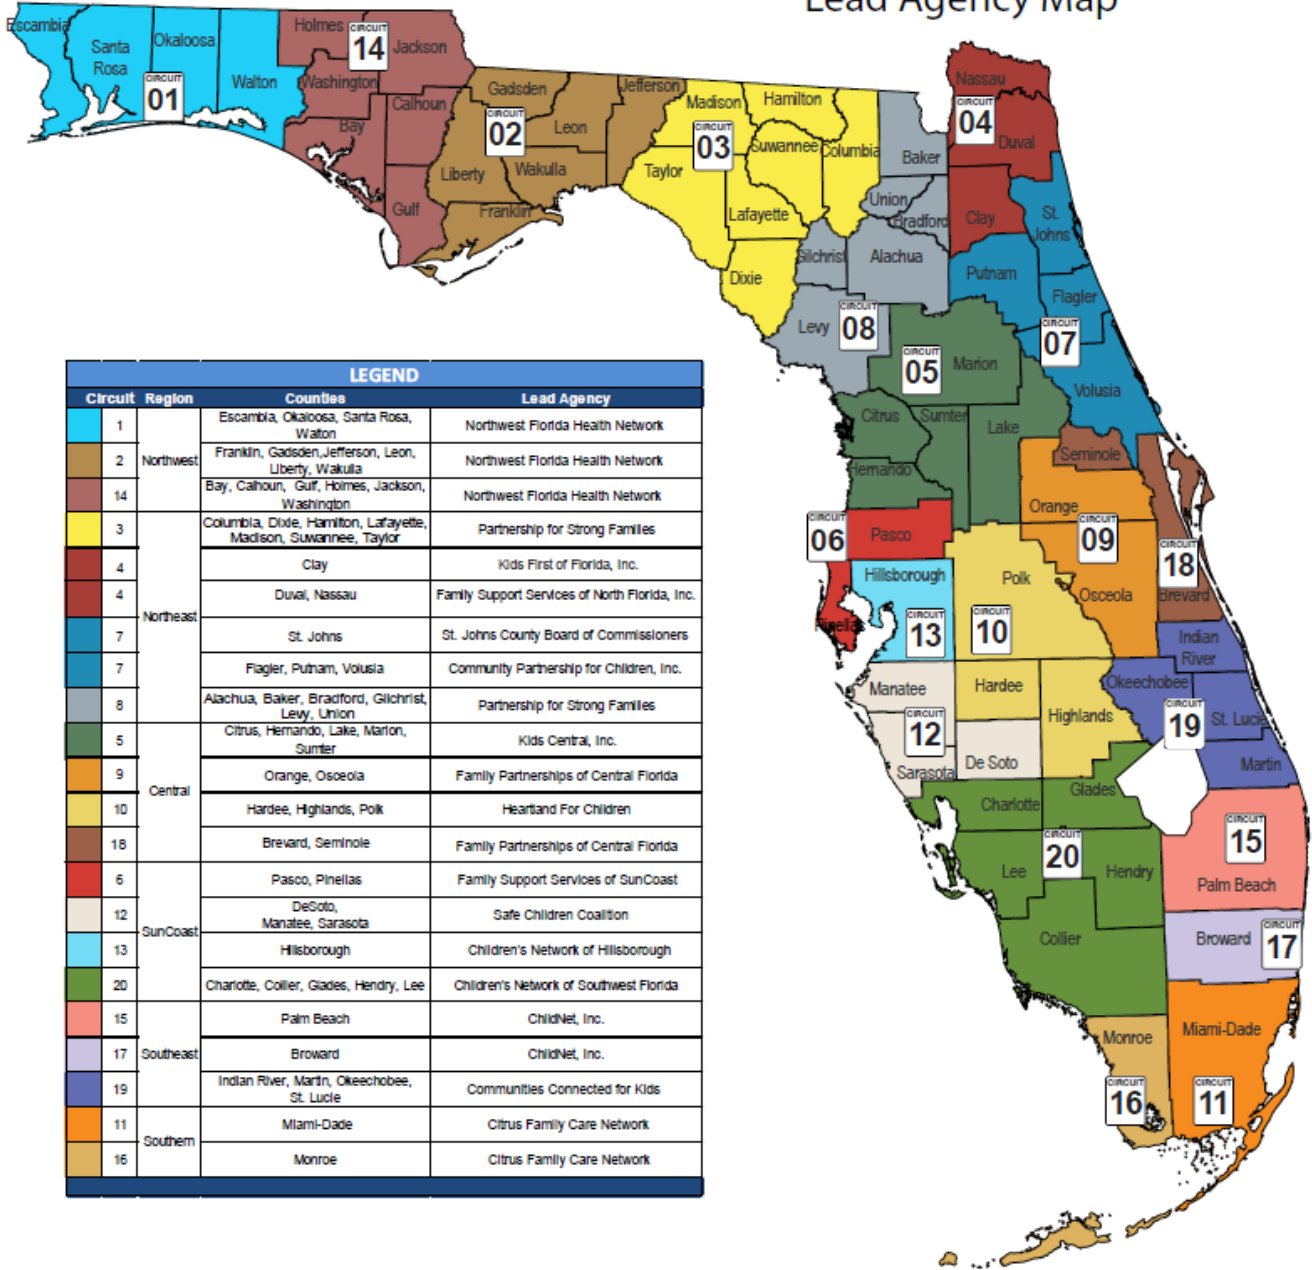 Lead Agency Map
Escambia
Santa
Rosa
Okaloosa
Walton
CIRCUIT
01
Holmes
CIRCUIT
14
Jackson
Washington
Calhoun
Bay
Gulf
Gadsden
Jefferson
CIRCUIT
02
Leon
Liberty
Wakulla
Franklin
Madison
Hamilton
CIRCUIT
03
Suwannee
Columbia
Taylor
Lafayette
Dixie
Nassau
CIRCUIT
04
Duval
Clay
Baker
Union
Bradford
Gilchrist
Alachua
Levy
CIRCUIT
08
St.
Johns
Putnam
Flagler
CIRCUIT
07
Volusia
CIRCUIT
05
Marion
Citrus
Sumter
Lake
Hernando
Seminole
Orange
CIRCUIT
09
Osceola
CIRCUIT
18
Brevard
CIRCUIT
06
Pasco
Pinellas
Hillsborough
CIRCUIT
13
Polk
CIRCUIT
10
Hardee
Highlands
Manatee
CIRCUIT
12
Sarasota
De Soto
Indian
River
Okeechobee
CIRCUIT
19
St. Lucie
Martin
Charlotte
Glades
CIRCUIT
20
Lee
Hendry
Collier
CIRCUIT
15
Palm Beach
Broward
CIRCUIT
17
Miami-Dade
CIRCUIT
11
Monroe
CIRCUIT
16
LEGEND
Circuit Region Counties Lead Agency
1 Escambia, Okaloosa, Santa Rosa, Northwest Florida Health Network
Walton
Northwest
2 Franklin, Gadsden,Jefferson, Leon, Northwest Florida Health Network
Liberty, Wakulla
14 Bay, Calhoun, Gulf, Holmes, Jackson, Northwest Florida Health Network
Washington
3 Columbia, Dixie, Hamilton, Lafayette, Partnership for Strong Families
Madison, Suwannee, Taylor
4 Clay Kids First of Florida, Inc.
4 Duval, Nassau Family Support Services of North Florida, Inc.
Northeast
7 St. Johns St. Johns County Board of Commissioners
7 Flagler, Putnam, Volusia Community Partnership for Children, Inc.
8 Alachua, Baker, Bradford, Gilchrist, Partnership for Strong Families
Levy, Union
5 Citrus, Hernando, Lake, Marion, Kids Central, Inc.
Sumter
9 Orange, Osceola Family Partnerships of Central Florida
Central
10 Hardee, Highlands, Polk Heartland For Children
18 Brevard, Seminole Family Partnerships of Central Florida
6 Pasco, Pinellas Family Support Services of SunCoast
12 DeSoto, Safe Children Coalition
Manatee, Sarasota
SunCoast
13 Hillsborough Children's Network of Hillsborough
20 Charlotte, Collier, Glades, Hendry, Lee Children's Network of Southwest Florida
15 Palm Beach ChildNet, Inc.
17 Southeast Broward ChildNet, Inc.
19 Indian River, Martin, Okeechobee, Communities Connected for Kids
St. Lucie
11 Miami-Dade Citrus Family Care Network
Southern
16 Monroe Citrus Family Care Network